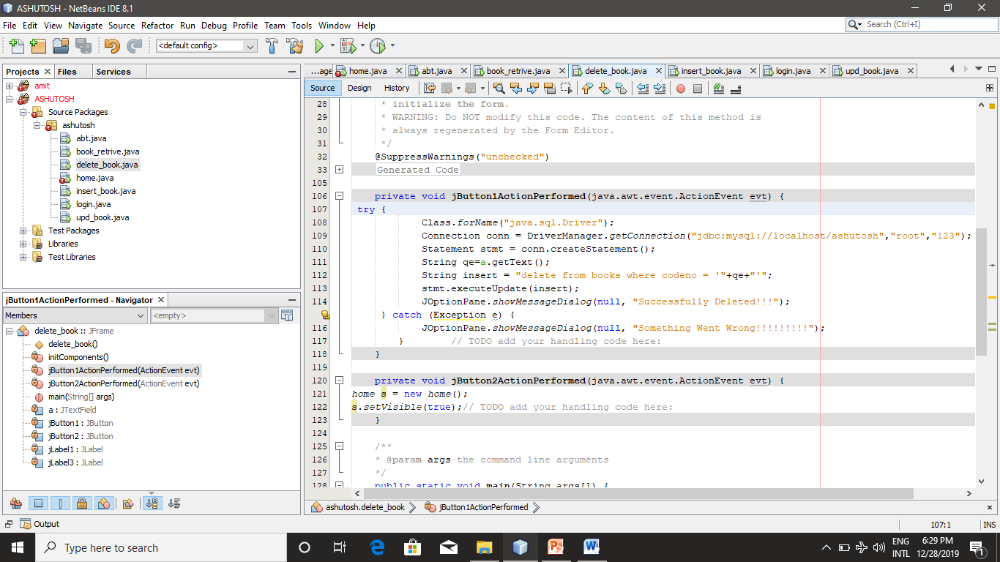 ASHUTOSH - NetBeans IDE 8.1
File Edit View Navigate Source Refactor Run Debug Profile Team Tools Window Help
Search (Ctrl+I)
<default config>
Projects Files Services
amit
ASHUTOSH
Source Packages
ashutosh
abt.java
book_retrive.java
delete_book.java
home.java
insert_book.java
login.java
upd_book.java
Test Packages
Libraries
Test Libraries
jButton1ActionPerformed - Navigator
Members <empty>
delete_book :: JFrame
delete_book()
initComponents()
jButton1ActionPerformed(ActionEvent evt)
jButton2ActionPerformed(ActionEvent evt)
main(String[] args)
a : JTextField
jButton1 : JButton
jButton2 : JButton
jLabel1 : JLabel
jLabel3 : JLabel
...age home.java abt.java book_retrive.java delete_book.java insert_book.java login.java upd_book.java
Source Design History
28 * initialize the form.
29 * WARNING: Do NOT modify this code. The content of this method is
30 * always regenerated by the Form Editor.
31 */
32 @SuppressWarnings("unchecked")
33 Generated Code
105
106 private void jButton1ActionPerformed(java.awt.event.ActionEvent evt) {
107 try {
108 Class.forName("java.sql.Driver");
109 Connection conn = DriverManager.getConnection("jdbc:mysql://localhost/ashutosh","root","123");
110 Statement stmt = conn.createStatement();
111 String qe=a.getText();
112 String insert = "delete from books where codeno = '"+qe+"'";
113 stmt.executeUpdate(insert);
114 JOptionPane.showMessageDialog(null, "Successfully Deleted!!!");
} catch (Exception e) {
116 JOptionPane.showMessageDialog(null, "Something Went Wrong!!!!!!!!!");
117 } // TODO add your handling code here:
118 }
119
120 private void jButton2ActionPerformed(java.awt.event.ActionEvent evt) {
121 home s = new home();
122 s.setVisible(true);// TODO add your handling code here:
123 }
124
125 /**
126 * @param args the command line arguments
127 */
128 public static void main(String args[]) {
ashutosh.delete_book jButton1ActionPerformed
Output
107:1 INS
Type here to search
ENG
INTL
6:29 PM
12/28/2019
1